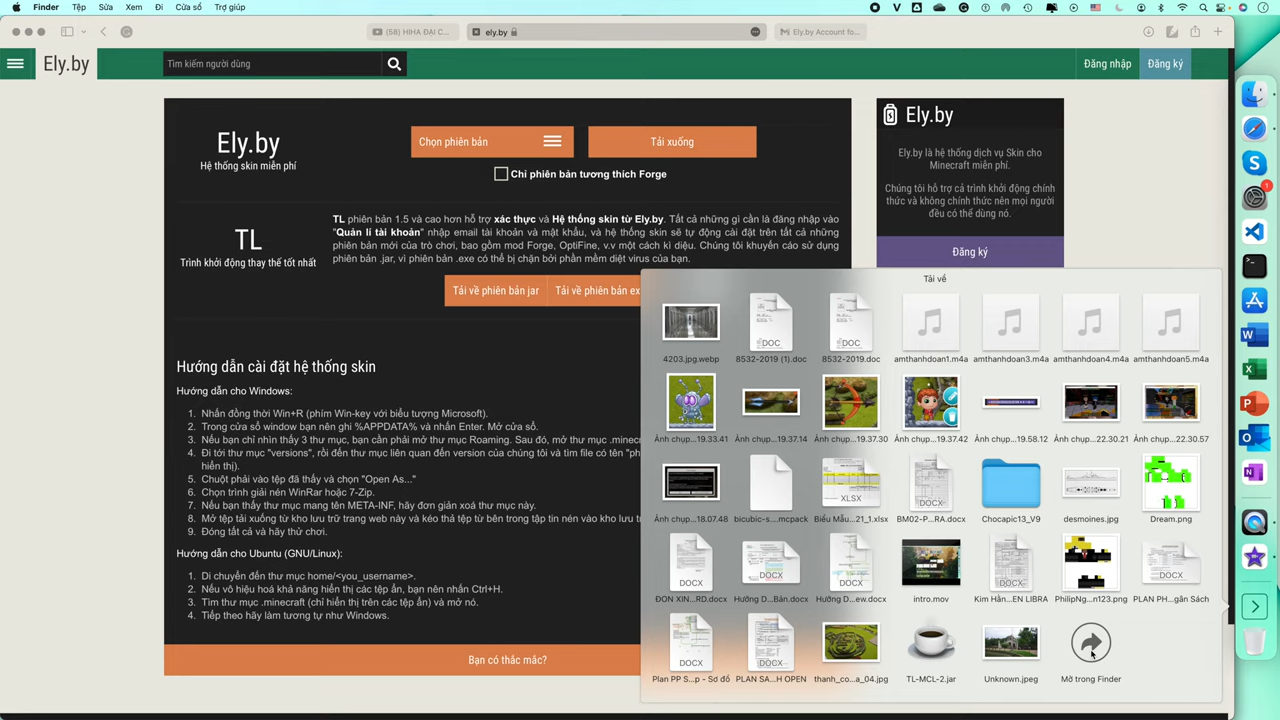 Finder Tệp Sửa Xem Đi Cửa sổ Trợ giúp
(58) HIHA ĐẠI C...
ely.by
Ely.by Account fo...
Ely.by
Tìm kiếm người dùng
Đăng nhập
Đăng ký
Ely.by
Hệ thống skin miễn phí
Chọn phiên bản
Tải xuống
Chỉ phiên bản tương thích Forge
TL
Trình khởi động thay thế tốt nhất
TL phiên bản 1.5 và cao hơn hỗ trợ xác thực và Hệ thống skin từ Ely.by. Tất cả những gì cần là đăng nhập vào
"Quản lí tài khoản" nhập email tài khoản và mật khẩu, và hệ thống skin sẽ tự động cài đặt trên tất cả những
phiên bản mới của trò chơi, bao gồm mod Forge, OptiFine, v.v một cách kì diệu. Chúng tôi khuyến cáo sử dụng
phiên bản .jar, vì phiên bản .exe có thể bị chặn bởi phần mềm diệt virus của bạn.
Tải về phiên bản jar
Tải về phiên bản ex
Hướng dẫn cài đặt hệ thống skin
Hướng dẫn cho Windows:
1. Nhấn đồng thời Win+R (phím Win-key với biểu tượng Microsoft).
2. Trong cửa sổ window bạn nên ghi %APPDATA% và nhấn Enter. Mở cửa sổ.
3. Nếu bạn chỉ nhìn thấy 3 thư mục, bạn cần phải mở thư mục Roaming. Sau đó, mở thư mục .minec
4. Đi tới thư mục "versions", rồi đến thư mục liên quan đến version của chúng tôi và tìm file có tên "ph
hiển thị).
5. Chuột phải vào tệp đã thấy và chọn "Open As..."
6. Chọn trình giải nén WinRar hoặc 7-Zip.
7. Nếu bạn thấy thư mục mang tên META-INF, hãy đơn giản xoá thư mục này.
8. Mở tệp tải xuống từ kho lưu trữ trang web này và kéo thả tệp từ bên trong tập tin nén vào kho lưu t
9. Đóng tất cả và hãy thử chơi.
Hướng dẫn cho Ubuntu (GNU/Linux):
1. Di chuyển đến thư mục home/<you_username>.
2. Nếu vô hiệu hoá khả năng hiển thị các tệp ẩn, bạn nên nhấn Ctrl+H.
3. Tìm thư mục .minecraft (chỉ hiển thị trên các tệp ẩn) và mở nó.
4. Tiếp theo hãy làm tương tự như Windows.
Bạn có thắc mắc?
Ely.by
Ely.by là hệ thống dịch vụ Skin cho
Minecraft miễn phí.
Chúng tôi hỗ trợ cả trình khởi động chính
thức và không chính thức nên mọi người
đều có thể dùng nó.
Đăng ký
Tải về
DOC DOC
4203.jpg.webp 8532-2019 (1).doc 8532-2019.doc amthanhdoan1.m4a amthanhdoan3.m4a amthanhdoan4.m4a amthanhdoan5.m4a
Ảnh chụp...19.33.41 Ảnh chụp...19.37.14 Ảnh chụp...19.37.30 Ảnh chụp...19.37.42 Ảnh chụp...19.58.12 Ảnh chụp...22.30.21 Ảnh chụp...22.30.57
XLSX DOCX
Ảnh chụp...18.07.48 bicubic-s....mcpack Biểu Mẫu...21_1.xlsx BM02-P...RA.docx Chocapic13_V9 desmoines.jpg Dream.png
DOCX DOCX DOCX DOCX DOCX
ĐƠN XIN...RD.docx Hướng D...Bản.docx Hướng D...ew.docx intro.mov Kim Hằn...EN LIBRA PhilipNg...n123.png PLAN PH...gân Sách
DOCX DOCX
Plan PP S...p - Sơ đồ PLAN SA...H OPEN thanh_co...a_04.jpg TL-MCL-2.jar Unknown.jpeg Mở trong Finder
1